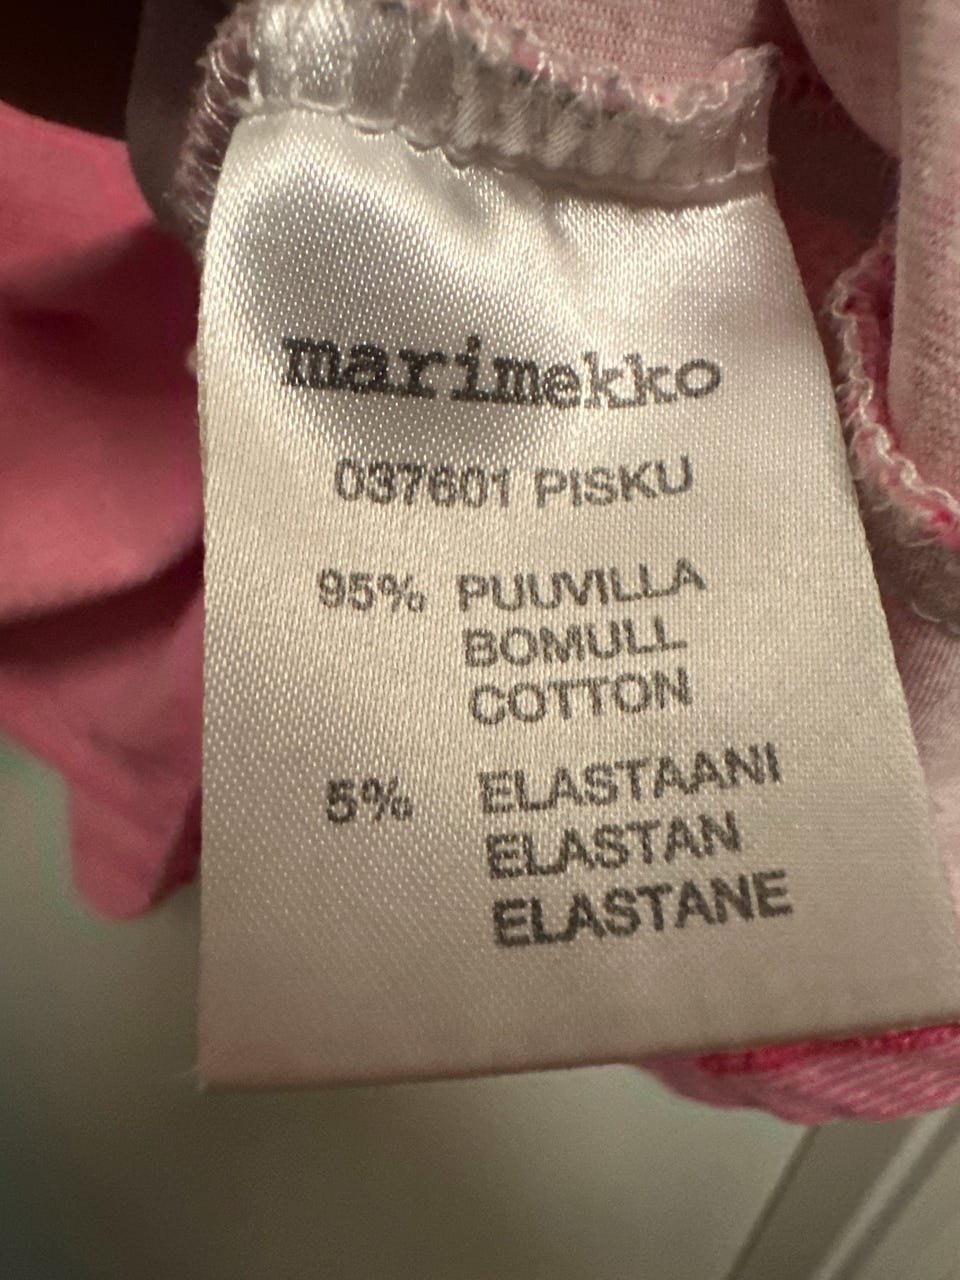 marimekko
037601 PISKU
95% PUUVILLA
BOMULL
COTTON
5% ELASTAANI
ELASTAN
ELASTANE